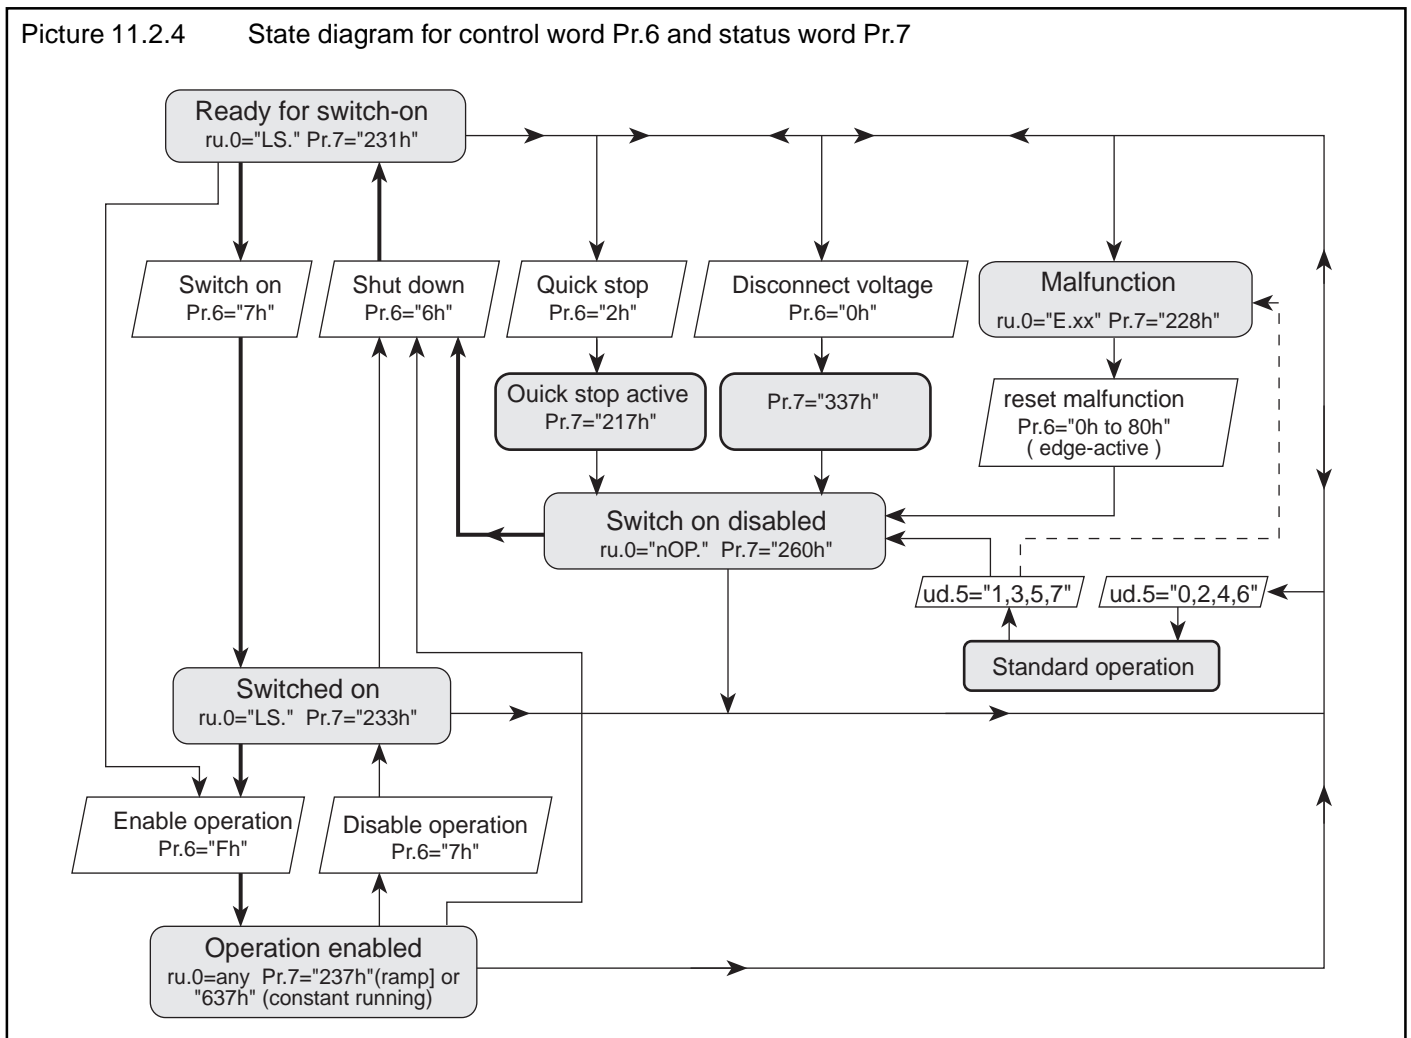 Picture 11.2.4 State diagram for control word Pr.6 and status word Pr.7
Ready for switch-on
ru.0="LS." Pr.7="231h"
Switch on
Pr.6="7h"
Shut down
Pr.6="6h"
Quick stop
Pr.6="2h"
Disconnect voltage
Pr.6="0h"
Malfunction
ru.0="E.xx" Pr.7="228h"
Ouick stop active
Pr.7="217h"
Pr.7="337h"
reset malfunction
Pr.6="0h to 80h"
( edge-active )
Switch on disabled
ru.0="nOP." Pr.7="260h"
ud.5="1,3,5,7"
ud.5="0,2,4,6"
Standard operation
Switched on
ru.0="LS." Pr.7="233h"
Enable operation
Pr.6="Fh"
Disable operation
Pr.6="7h"
Operation enabled
ru.0=any Pr.7="237h"(ramp] or
"637h" (constant running)